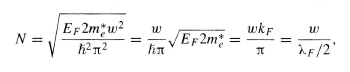 N = \sqrt{\frac{E_F 2m_e^* w^2}{\hbar^2 \pi^2}} = \frac{w}{\hbar\pi} \sqrt{E_F 2m_e^*} = \frac{wk_F}{\pi} = \frac{w}{\lambda_F/2},